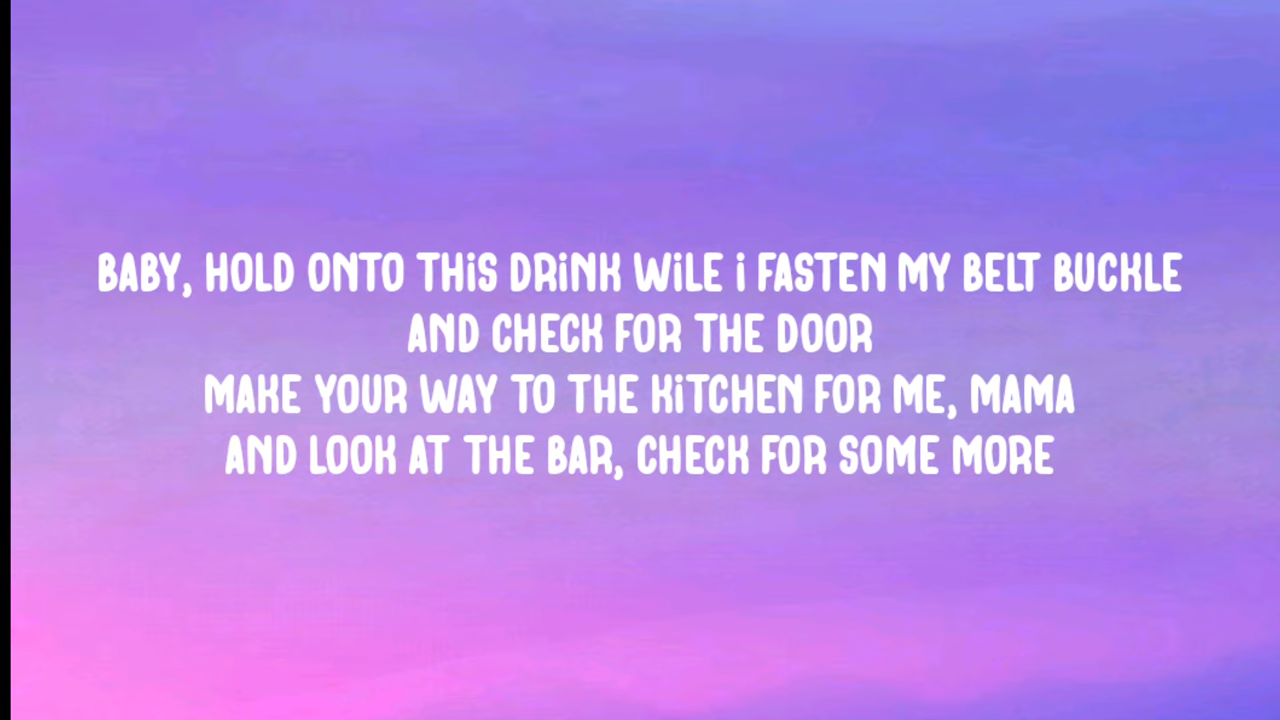 BABY, HOLD ONTO THiS DRiNK WiLE i FASTEN MY BELT BUCKLE
AND CHECK FOR THE DOOR
MAKE YOUR WAY TO THE KiTCHEN FOR ME, MAMA
AND LOOK AT THE BAR, CHECK FOR SOME MORE